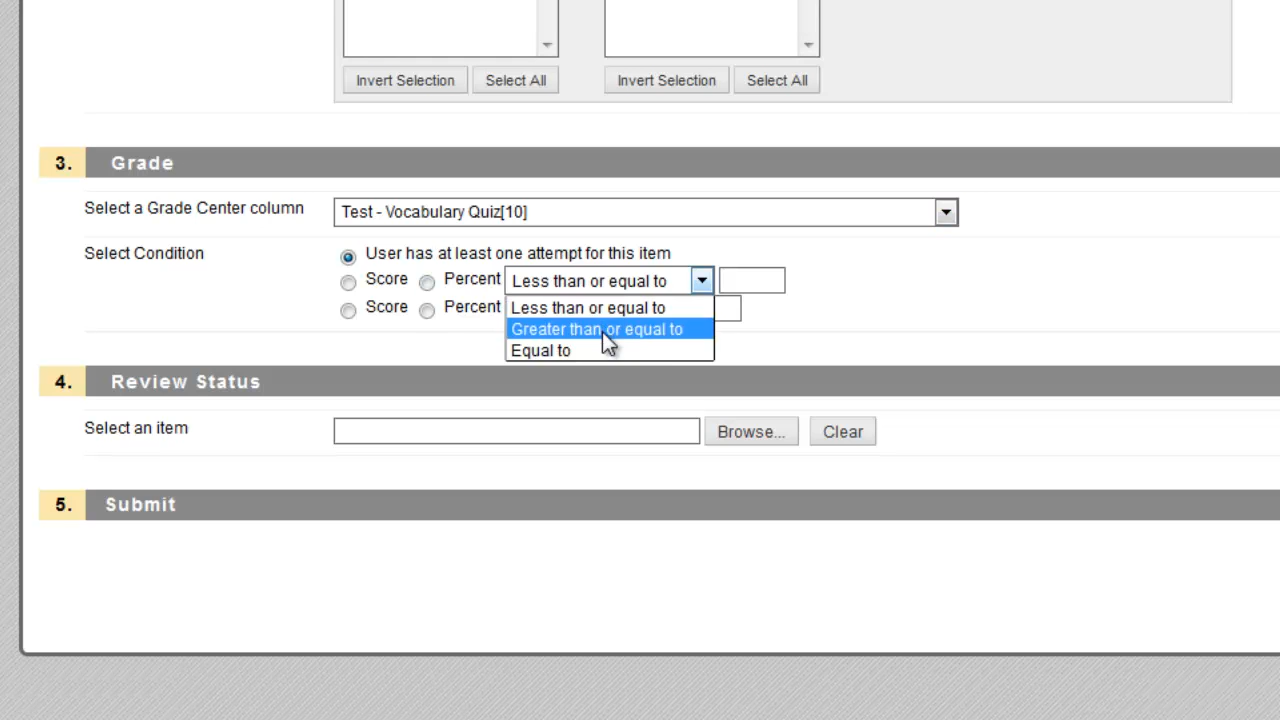 Invert Selection Select All Invert Selection Select All
3. Grade
Select a Grade Center column Test - Vocabulary Quiz[10]
Select Condition User has at least one attempt for this item
Score Percent Less than or equal to
Score Percent Less than or equal to
Greater than or equal to
Equal to
4. Review Status
Select an item Browse... Clear
5. Submit